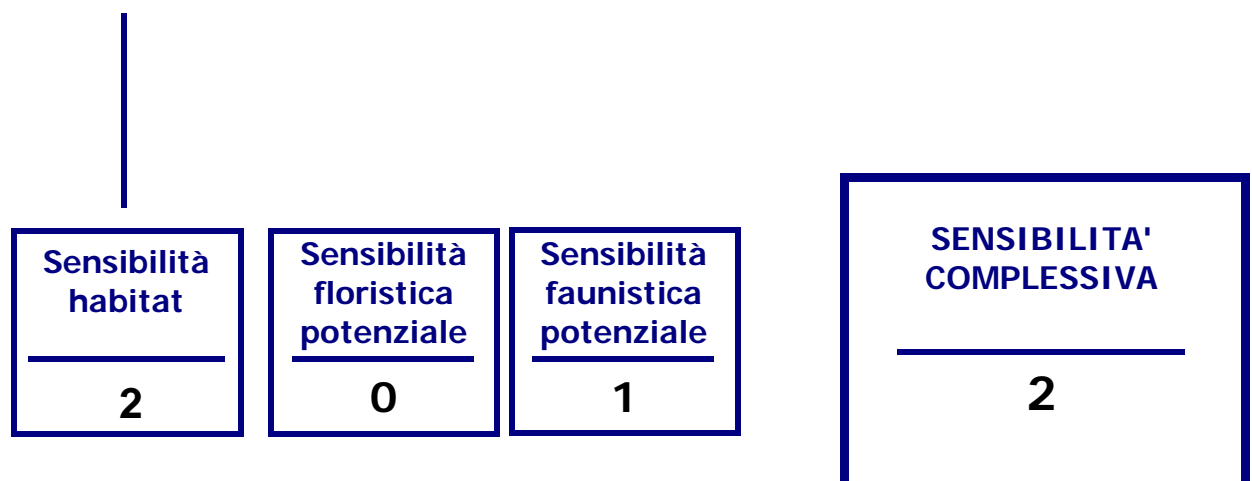 Sensibilità
habitat
2
Sensibilità
floristica
potenziale
0
Sensibilità
faunistica
potenziale
1
SENSIBILITA'
COMPLESSIVA
2